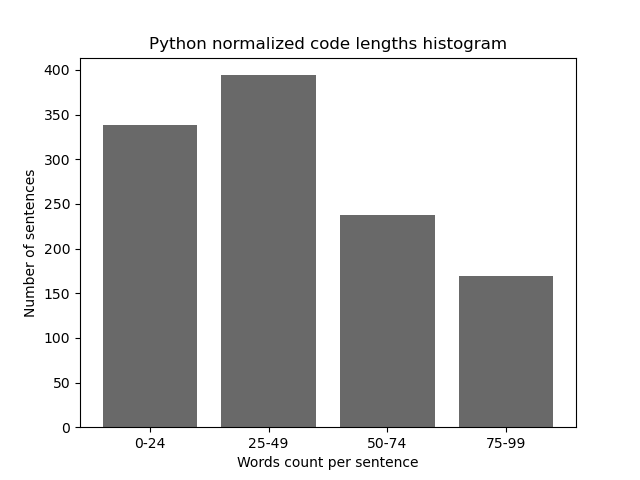 Python normalized code lengths histogram
400
350
300
250
200
150
100
50
0
Number of sentences
0-24 25-49 50-74 75-99
Words count per sentence